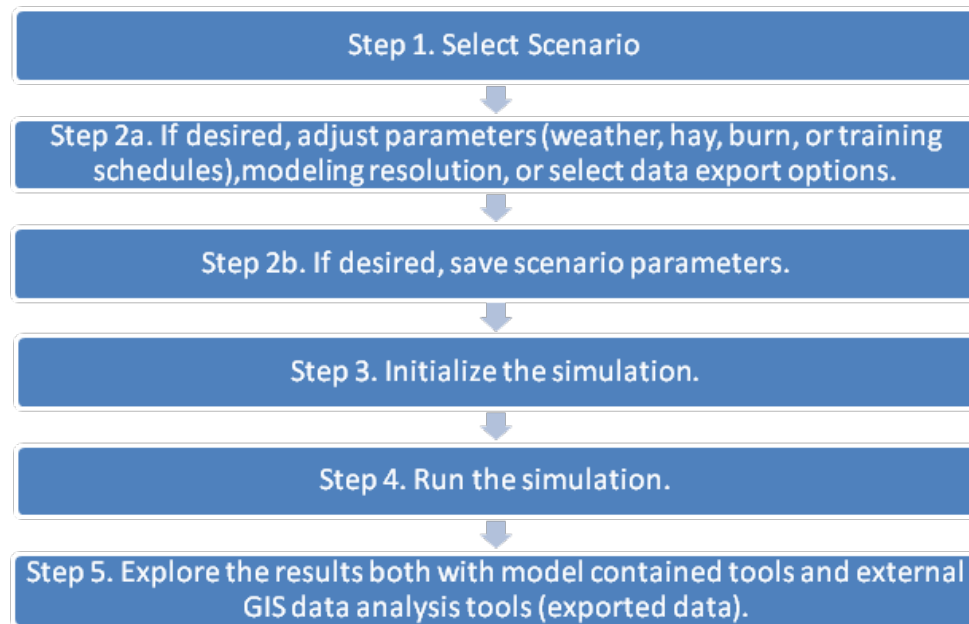 Step 1. Select Scenario
Step 2a. If desired, adjust parameters (weather, hay, burn, or training
schedules),modeling resolution, or select data export options.
Step 2b. If desired, save scenario parameters.
Step 3. Initialize the simulation.
Step 4. Run the simulation.
Step 5. Explore the results both with model contained tools and external
GIS data analysis tools (exported data).